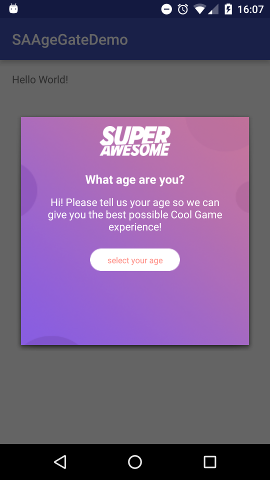 16:07
SAAgeGateDemo
Hello World!
SUPER
AWESOME
What age are you?
Hi! Please tell us your age so we can
give you the best possible Cool Game
experience!
select your age